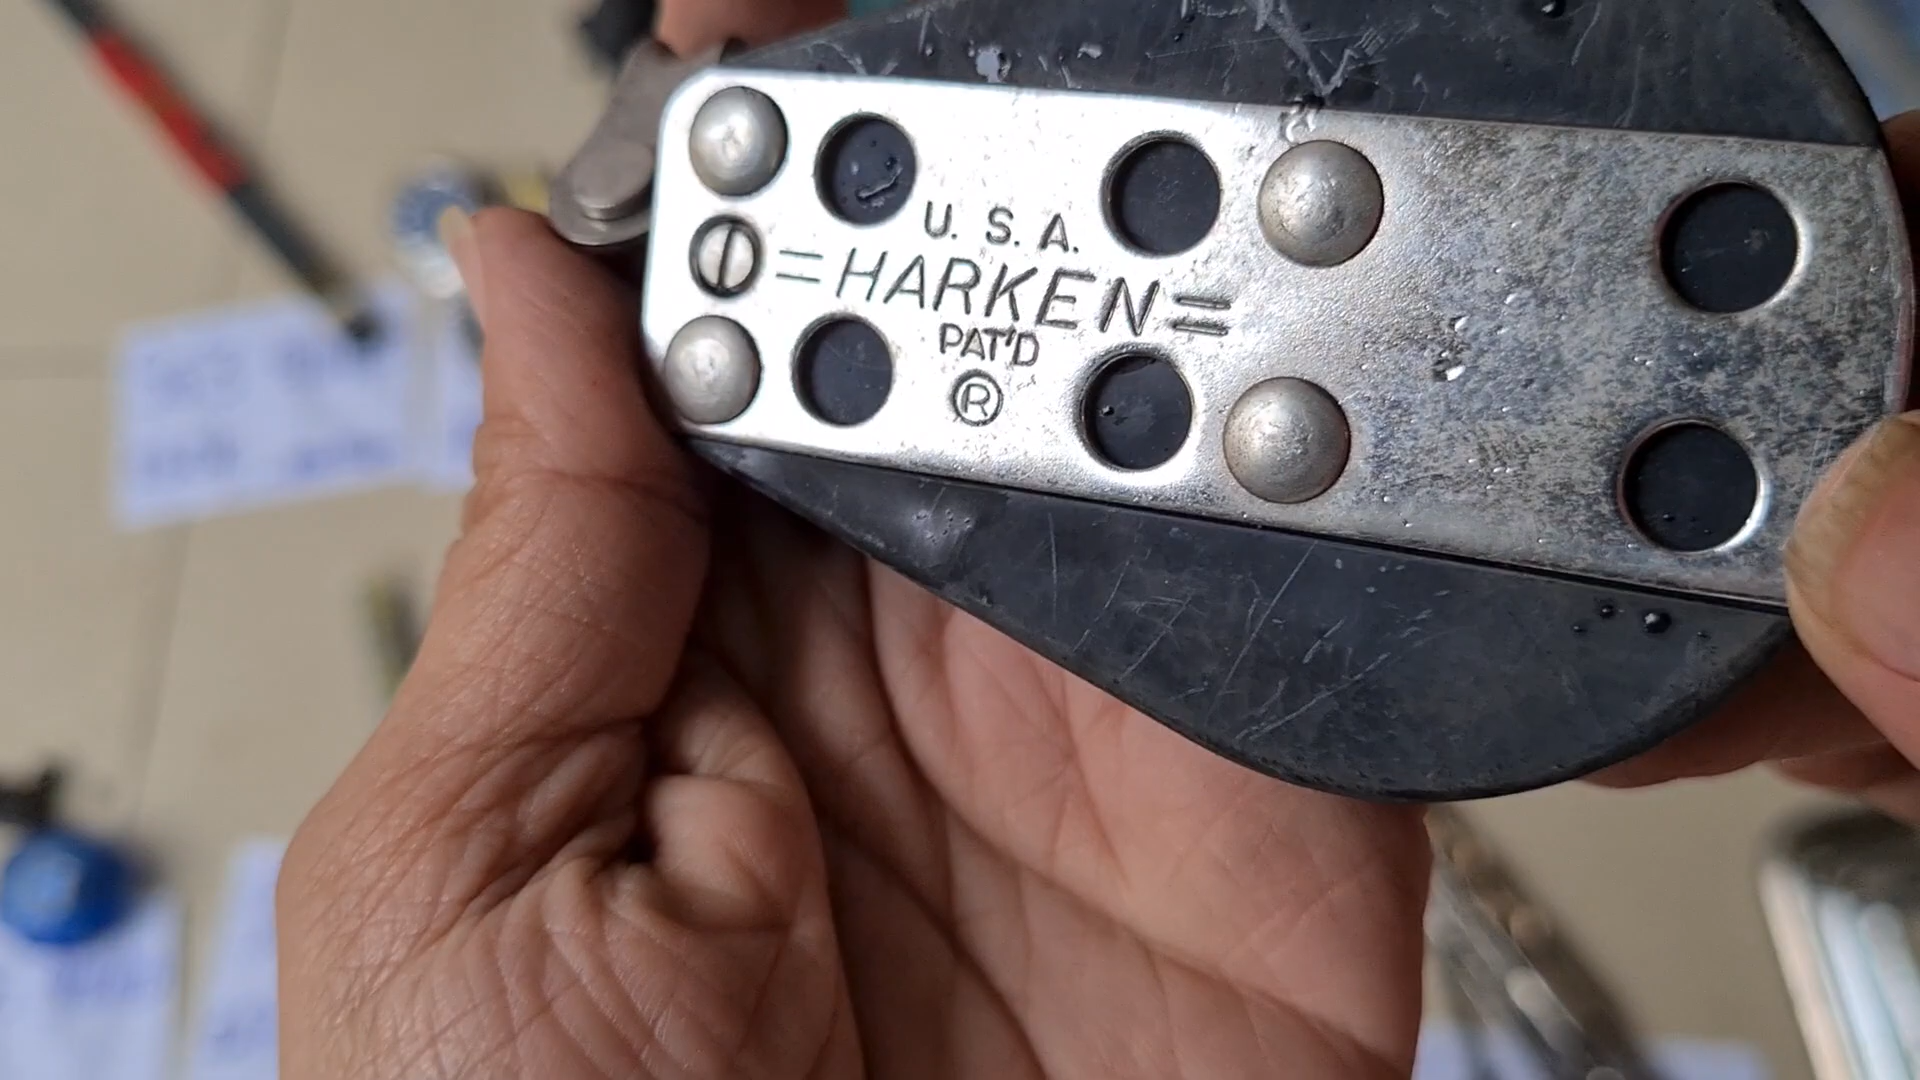 U. S. A.
=HARKEN=
PAT'D
®